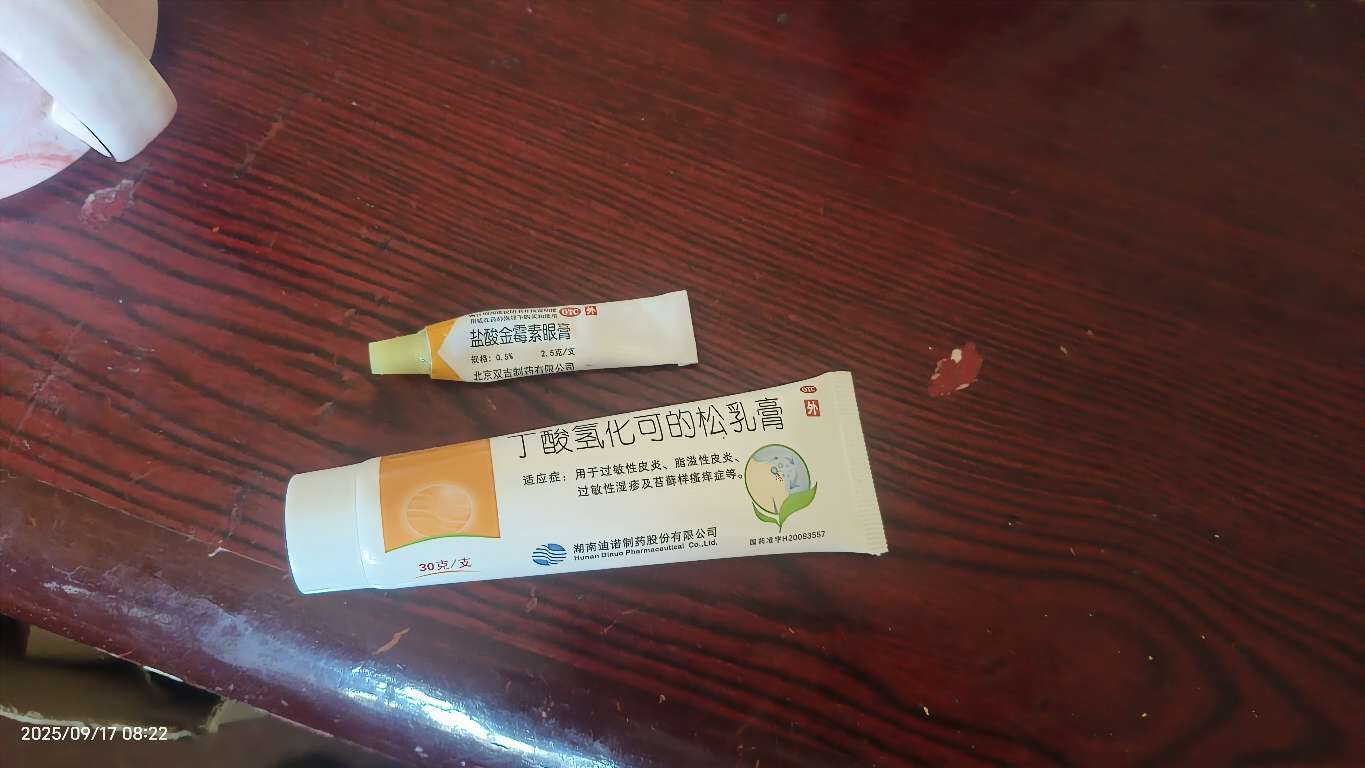 OTC 外
盐酸金霉素眼膏
规格：0.5% 2.5克/支
北京双吉制药有限公司
OTC
外
丁酸氢化可的松乳膏
适应症：用于过敏性皮炎、脂溢性皮炎、
过敏性湿疹及苔藓样瘙痒症等。
湖南迪诺制药股份有限公司
Hunan Dinuo Pharmaceutical Co.,Ltd.
国药准字H20083557
30克/支
2025/09/17 08:22